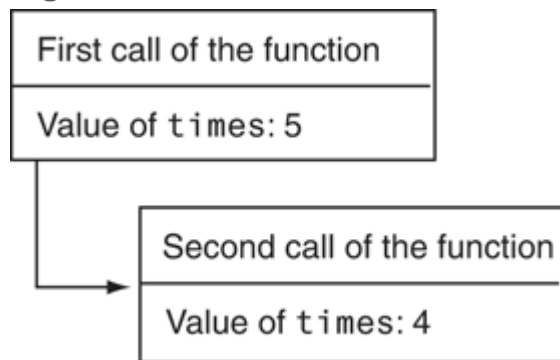 First call of the function
Value of times: 5
Second call of the function
Value of times: 4